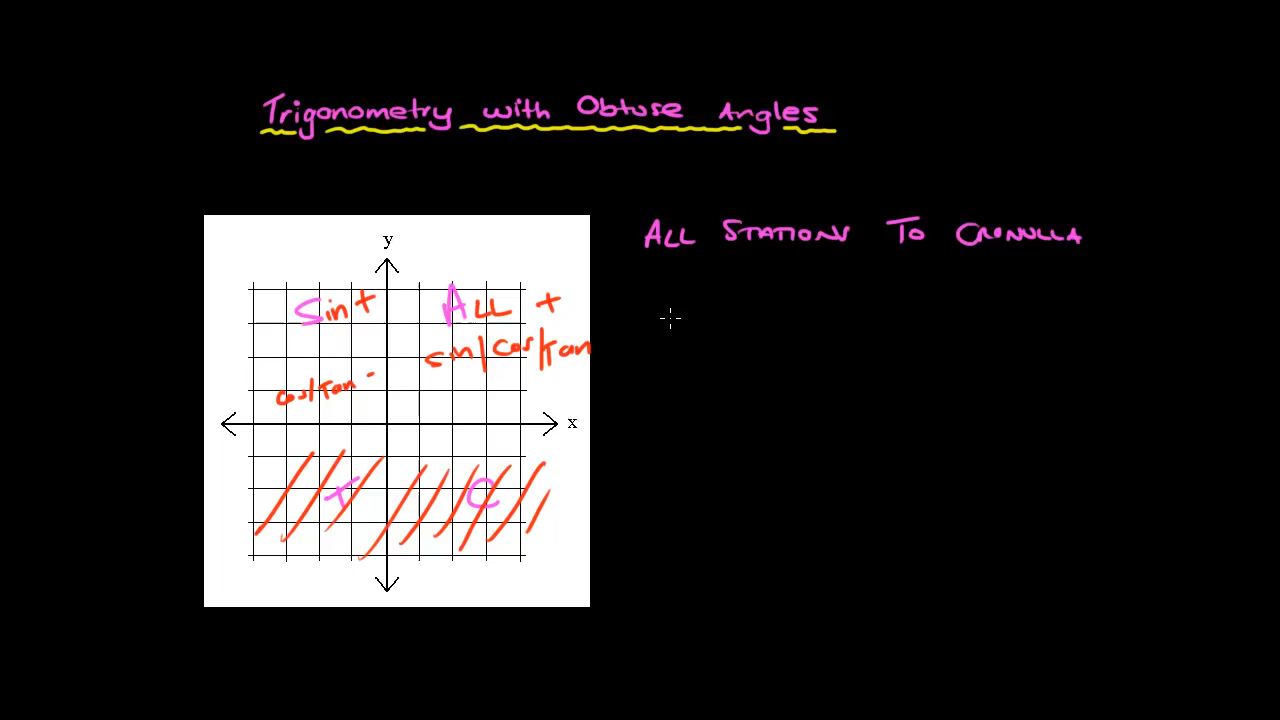 Trigonometry with Obtuse Angles
ALL STATIONS TO CRONULLA
y
Sin +
ALL +
sin/cos/Tan
cos/Tan -
x
T
C